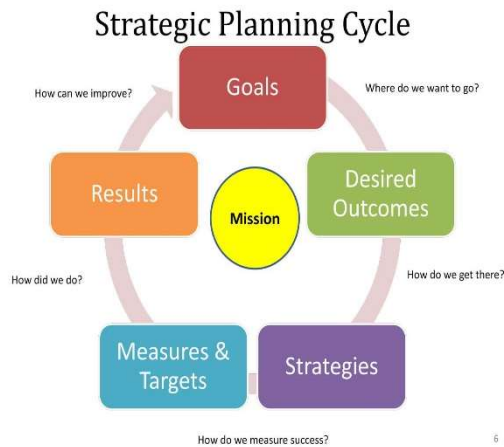 Strategic Planning Cycle
Goals
How can we improve?
Where do we want to go?
Results
Desired
Outcomes
Mission
How did we do?
How do we get there?
Measures &
Targets
Strategies
How do we measure success?
6